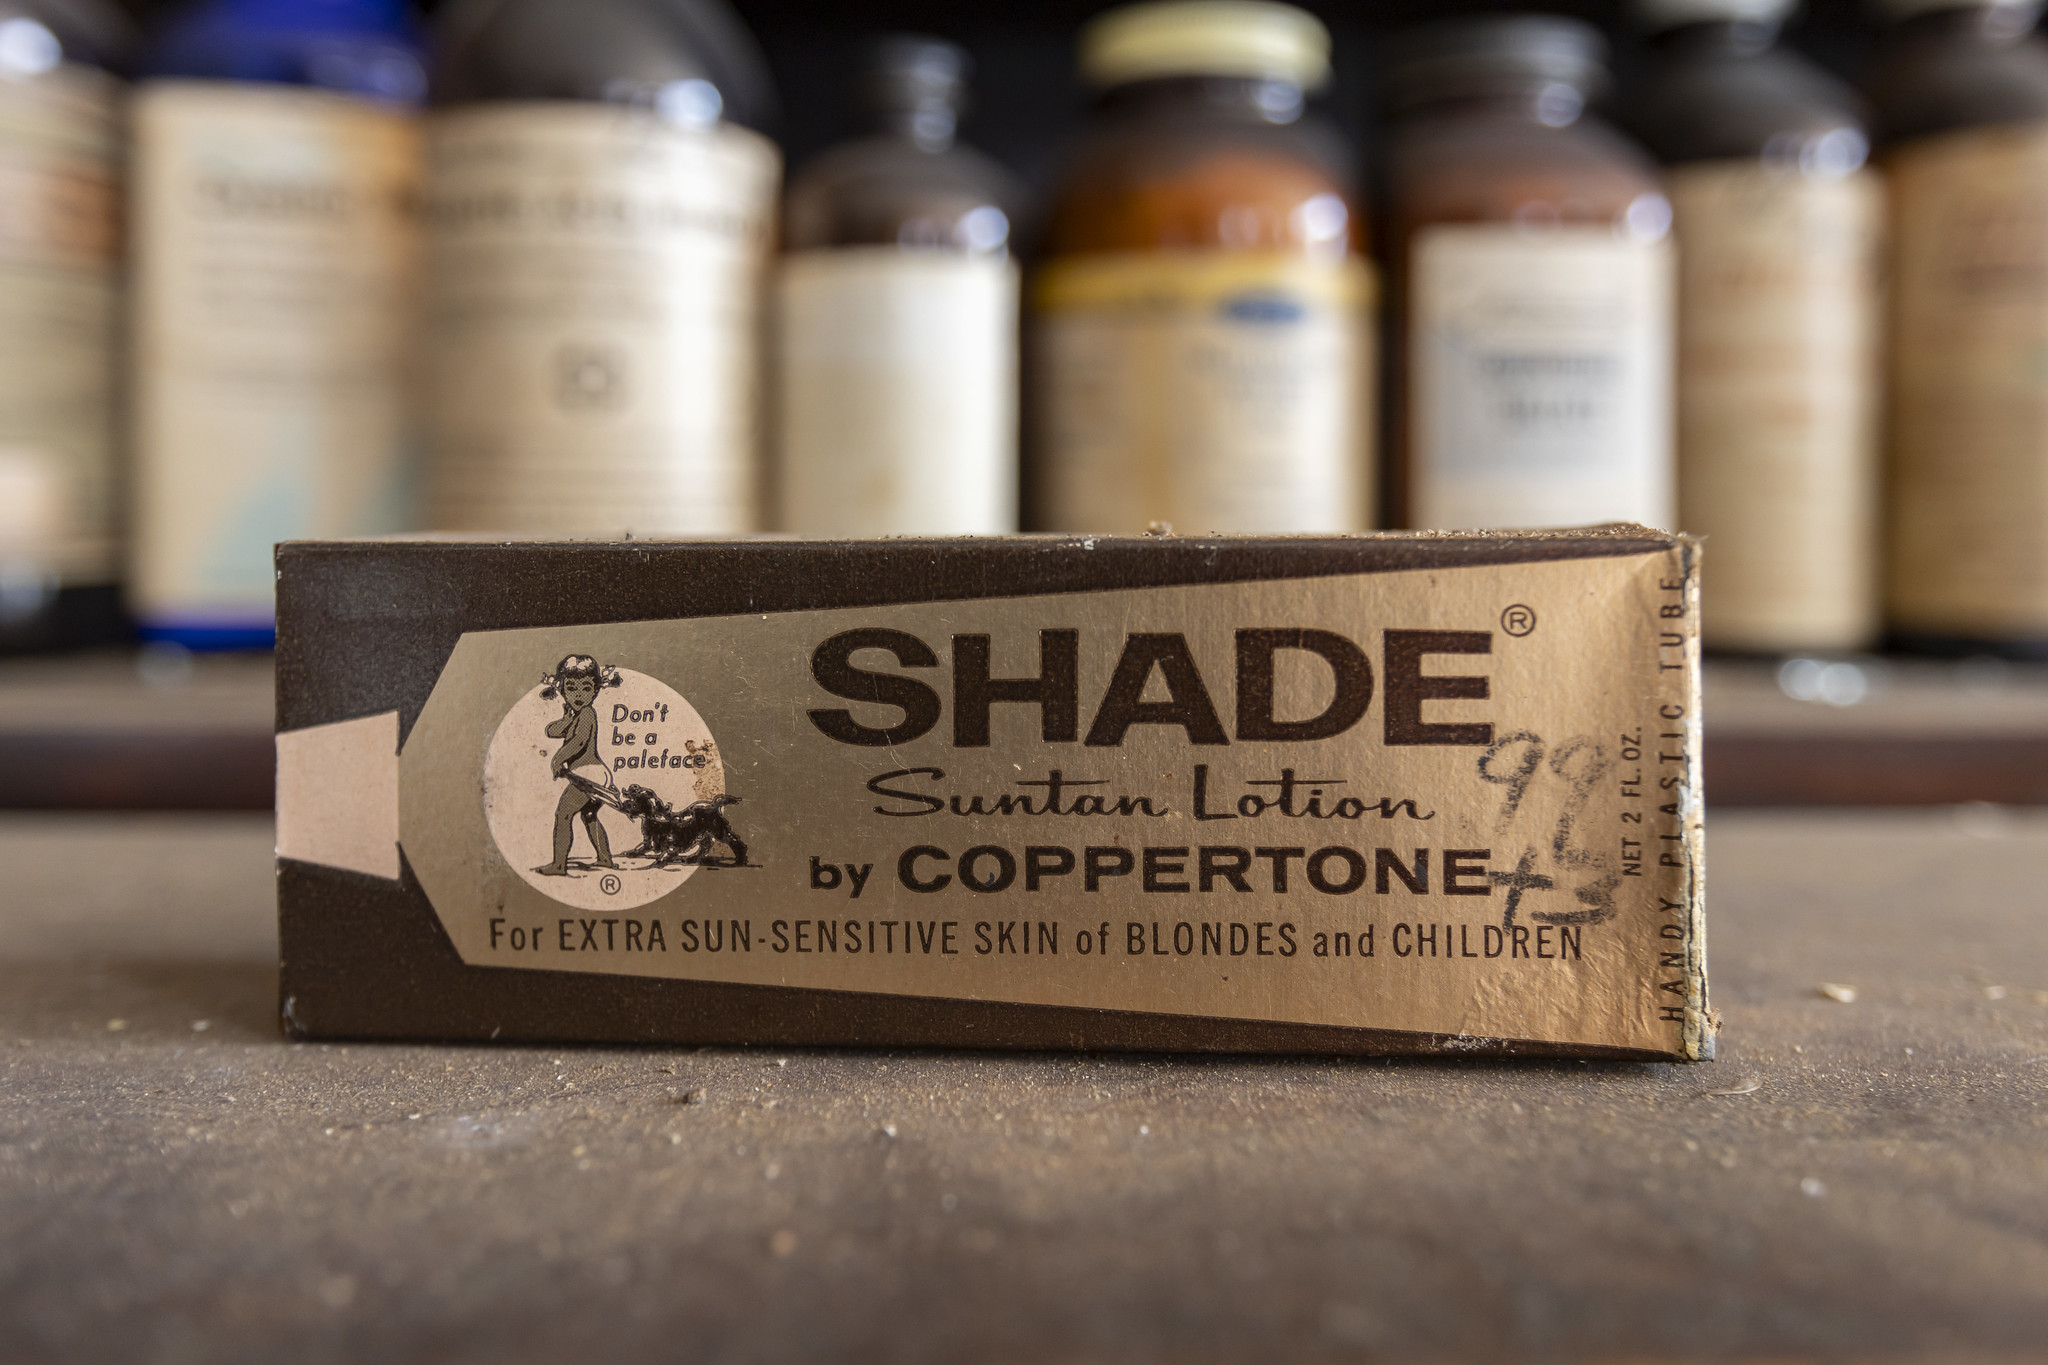 Don't
be a
paleface
®
SHADE®
Suntan Lotion
by COPPERTONE
For EXTRA SUN-SENSITIVE SKIN of BLONDES and CHILDREN
99
NET 2 FL. OZ.
HANDY PLASTIC TUBE